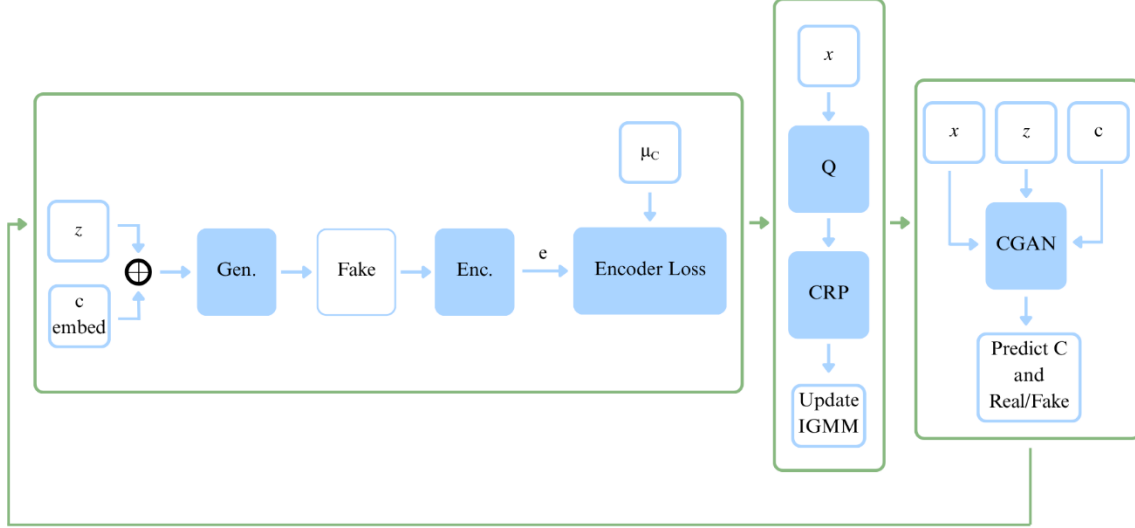 z
c
embed
Gen.
Fake
Enc.
e
μC
Encoder Loss
x
Q
CRP
Update
IGMM
x
z
c
CGAN
Predict C
and
Real/Fake